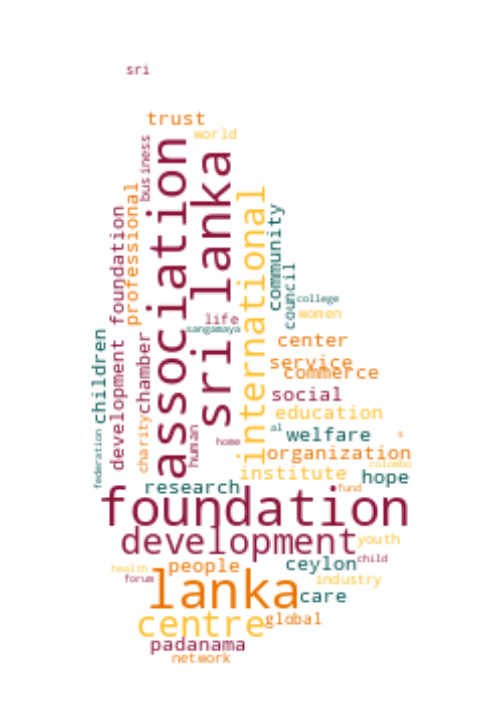 sri
trust
world
business
association
sri lanka
professional
international
development foundation
community
council
college
women
life
sangamaya
children
chamber
center
service
commerce
social
education
charity
human
home
al
welfare
s
organization
colombo
federation
institute
hope
research
fund
foundation
development
youth
child
health
people
ceylon
forum
industry
lanka
care
centre
global
padanama
network